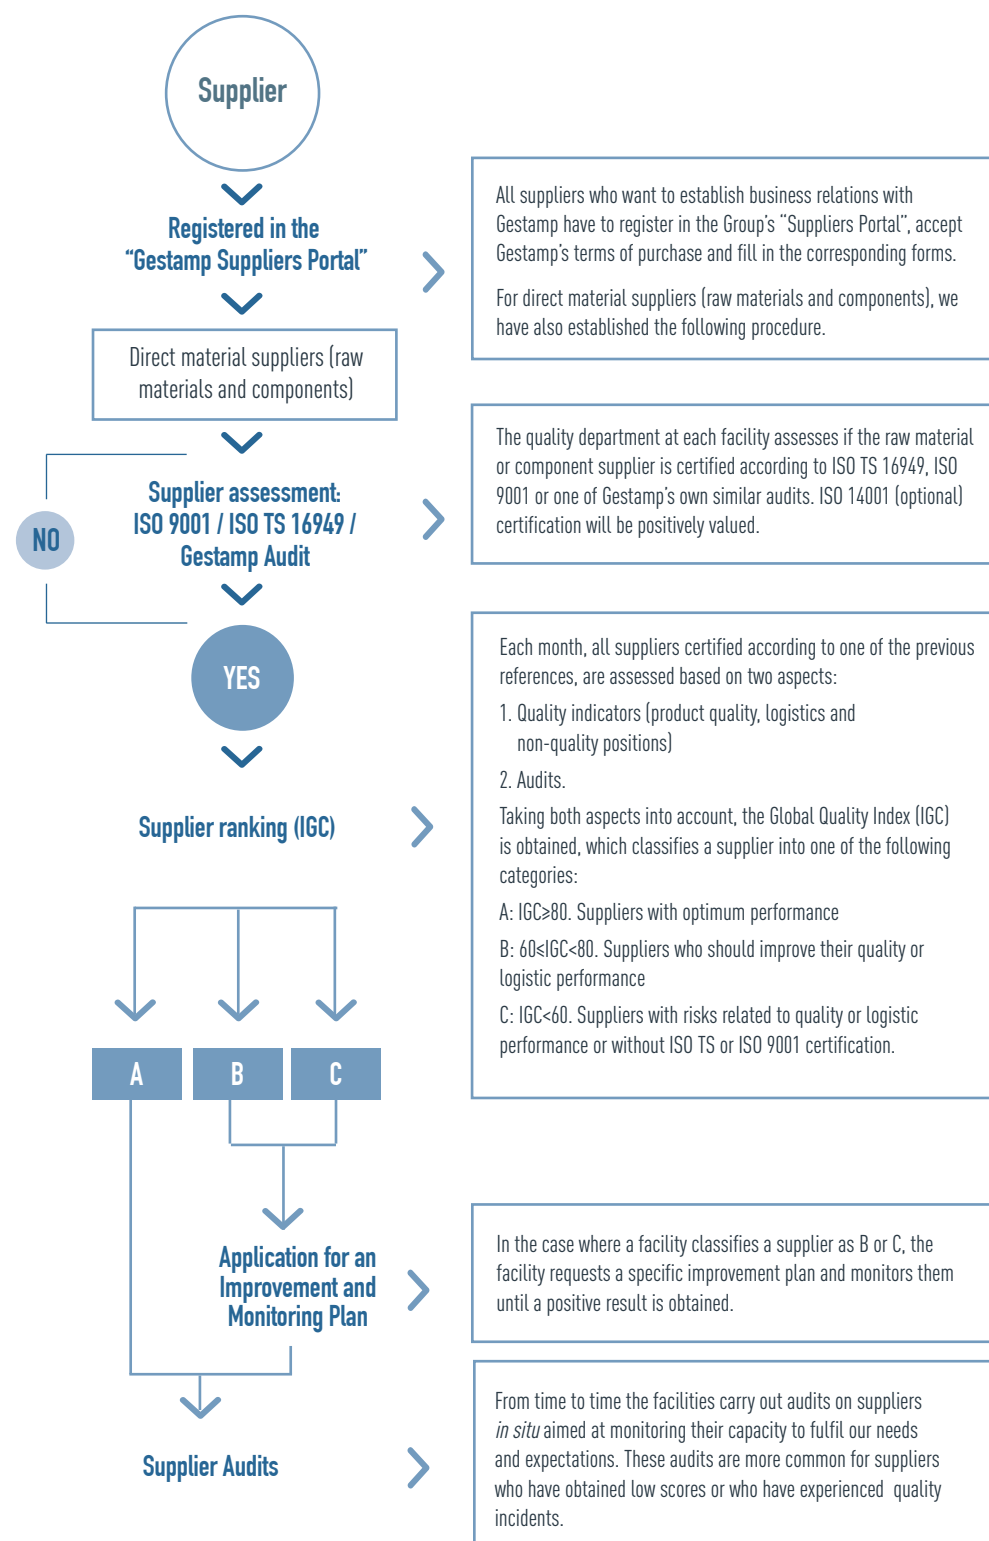 Supplier
Registered in the
“Gestamp Suppliers Portal”
All suppliers who want to establish business relations with
Gestamp have to register in the Group’s “Suppliers Portal”, accept
Gestamp’s terms of purchase and fill in the corresponding forms.
For direct material suppliers (raw materials and components), we
have also established the following procedure.
Direct material suppliers (raw
materials and components)
NO
Supplier assessment:
ISO 9001 / ISO TS 16949 /
Gestamp Audit
The quality department at each facility assesses if the raw material
or component supplier is certified according to ISO TS 16949, ISO
9001 or one of Gestamp’s own similar audits. ISO 14001 (optional)
certification will be positively valued.
YES
Supplier ranking (IGC)
Each month, all suppliers certified according to one of the previous
references, are assessed based on two aspects:
1. Quality indicators (product quality, logistics and
non-quality positions)
2. Audits.
Taking both aspects into account, the Global Quality Index (IGC)
is obtained, which classifies a supplier into one of the following
categories:
A: IGC≥80. Suppliers with optimum performance
B: 60≤IGC<80. Suppliers who should improve their quality or
logistic performance
C: IGC<60. Suppliers with risks related to quality or logistic
performance or without ISO TS or ISO 9001 certification.
A
B
C
Application for an
Improvement and
Monitoring Plan
In the case where a facility classifies a supplier as B or C, the
facility requests a specific improvement plan and monitors them
until a positive result is obtained.
Supplier Audits
From time to time the facilities carry out audits on suppliers
in situ aimed at monitoring their capacity to fulfil our needs
and expectations. These audits are more common for suppliers
who have obtained low scores or who have experienced quality
incidents.